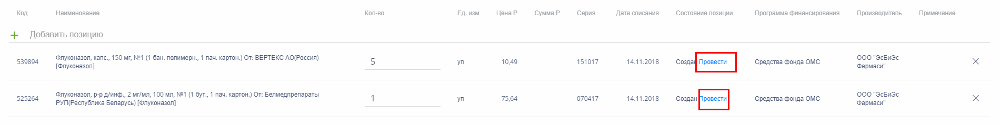 Код Наименование Кол-во Ед. изм Цена Р Сумма Р Серия Дата списания Состояние позиции Программа финансирования Производитель Примечание
+ Добавить позицию
539894 Флуконазол, капс., 150 мг, №1 (1 бан. полимерн., 1 пач. картон.) От: ВЕРТЕКС АО(Россия) 5 уп 10,49 151017 14.11.2018 Создан Провести Средства фонда ОМС ООО "ЭсБиЭс
[Флуконазол] Фармаси"
525264 Флуконазол, р-р д/инф., 2 мг/мл, 100 мл, №1 (1 бут., 1 пач. картон.) От: Белмедпрепараты 1 уп 75,64 070417 14.11.2018 Создан Провести Средства фонда ОМС ООО "ЭсБиЭс
РУП(Республика Беларусь) [Флуконазол] Фармаси"